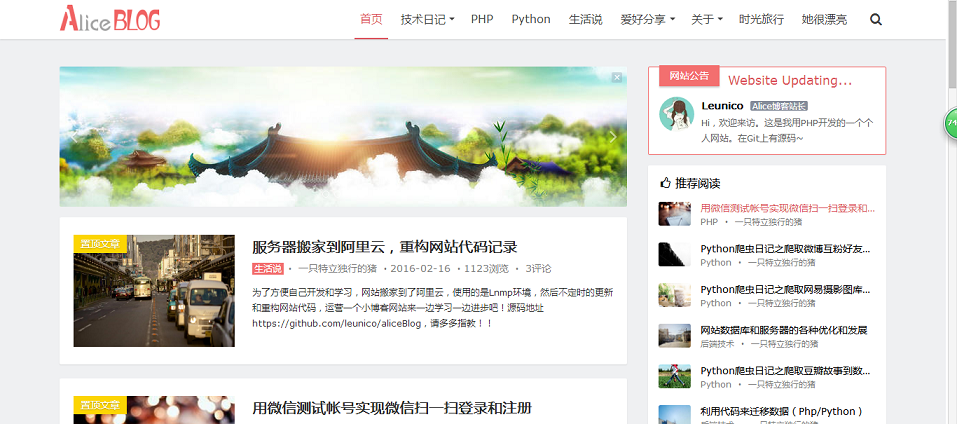 AliceBLOG
首页 技术日记 PHP Python 生活说 爱好分享 关于 时光旅行 她很漂亮
网站公告 Website Updating...
Leunico Alice博客站长
Hi，欢迎来访。这是我用PHP开发的一个个
人网站。在Git上有源码~
置顶文章
服务器搬家到阿里云，重构网站代码记录
生活说 • 一只特立独行的猪 • 2016-02-16 • 1123浏览 • 3评论
为了方便自己开发和学习，网站搬家到了阿里云，使用的是Lnmp环境，然后不定时的更新
和重构网站代码，运营一个小博客网站来一边学习一边进步吧！源码地址
https://github.com/leunico/aliceBlog，请多多指教！！
置顶文章
用微信测试帐号实现微信扫一扫登录和注册
推荐阅读
用微信测试帐号实现微信扫一扫登录和...
PHP • 一只特立独行的猪
Python爬虫日记之爬取微博互粉好友...
Python • 一只特立独行的猪
Python爬虫日记之爬取网易摄影图库...
Python • 一只特立独行的猪
网站数据库和服务器的各种优化和发展
后端技术 • 一只特立独行的猪
Python爬虫日记之爬取豆瓣故事到数...
Python • 一只特立独行的猪
利用代码来迁移数据（Php/Python）